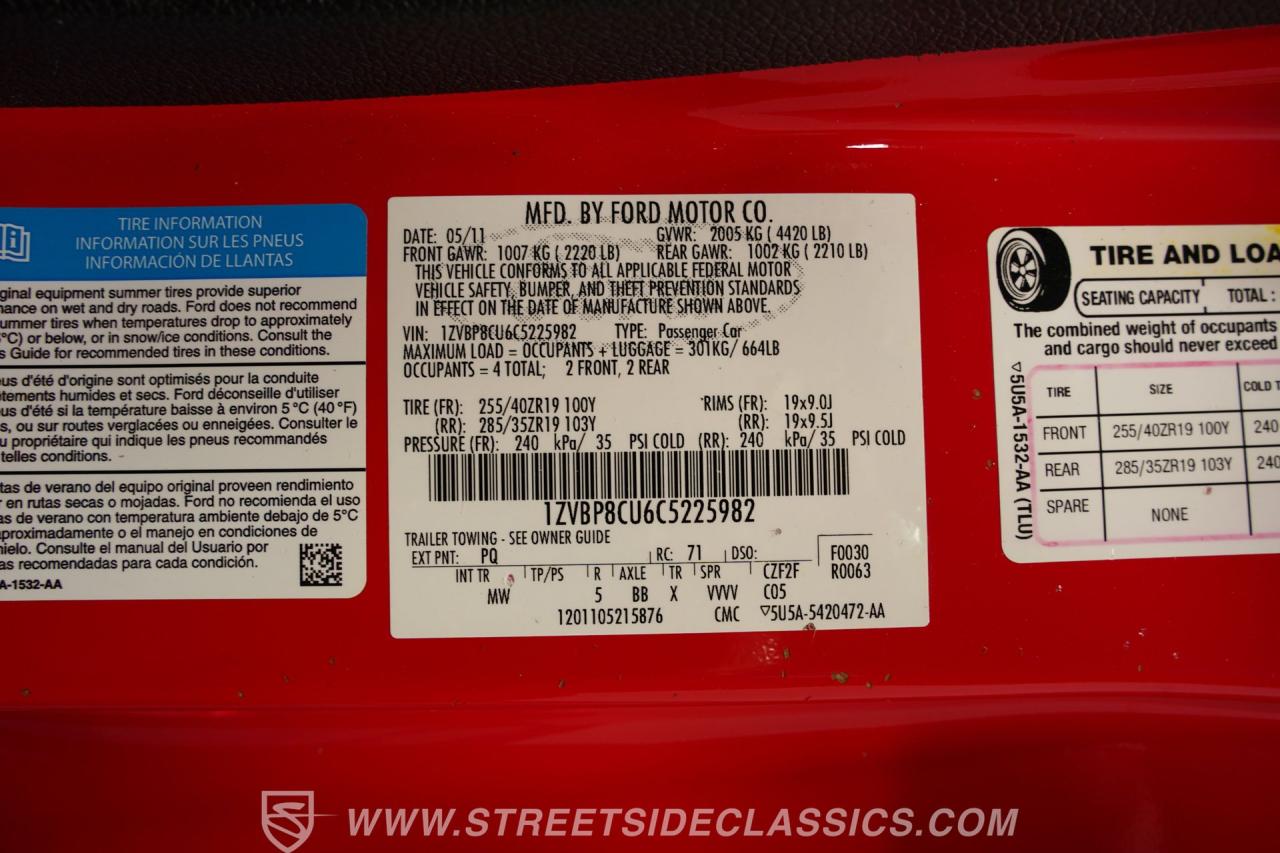 TIRE INFORMATION
INFORMATION SUR LES PNEUS
INFORMACIÓN DE LLANTAS
ginal equipment summer tires provide superior
nance on wet and dry roads. Ford does not recommend
ummer tires when temperatures drop to approximately
°C) or below, or in snow/ice conditions. Consult the
s Guide for recommended tires in these conditions.
us d'été d'origine sont optimisés pour la conduite
êtements humides et secs. Ford déconseille d'utiliser
us d'été si la température baisse à environ 5 °C (40 °F)
s, ou sur routes verglacées ou enneigées. Consulter le
u propriétaire qui indique les pneus recommandés
telles conditions.
tas de verano del equipo original proveen rendimiento
r en rutas secas o mojadas. Ford no recomienda el uso
as de verano con temperatura ambiente debajo de 5°C
aproximadamente o el manejo en condiciones de
hielo. Consulte el manual del Usuario por
as recomendadas para cada condición.
A-1532-AA
MFD. BY FORD MOTOR CO.
DATE: 05/11 GVWR: 2005 KG ( 4420 LB)
FRONT GAWR: 1007 KG ( 2220 LB) REAR GAWR: 1002 KG ( 2210 LB)
THIS VEHICLE CONFORMS TO ALL APPLICABLE FEDERAL MOTOR
VEHICLE SAFETY, BUMPER, AND THEFT PREVENTION STANDARDS
IN EFFECT ON THE DATE OF MANUFACTURE SHOWN ABOVE.
VIN: 1ZVBP8CU6C5225982 TYPE: Passenger Car
MAXIMUM LOAD = OCCUPANTS + LUGGAGE = 301KG/ 664LB
OCCUPANTS = 4 TOTAL; 2 FRONT, 2 REAR
TIRE (FR): 255/40ZR19 100Y RIMS (FR): 19x9.0J
(RR): 285/35ZR19 103Y (RR): 19x9.5J
PRESSURE (FR): 240 kPa/ 35 PSI COLD (RR): 240 kPa/ 35 PSI COLD
1ZVBP8CU6C5225982
TRAILER TOWING - SEE OWNER GUIDE
EXT PNT: PQ RC: 71 DSO: F0030
INT TR TP/PS R AXLE TR SPR CZF2F R0063
MW 5 BB X VVVV C05
1201105215876 CMC ▽5U5A-5420472-AA
TIRE AND LOA
SEATING CAPACITY TOTAL :
The combined weight of occupants
and cargo should never exceed
▽5U5A-1532-AA (TLU)
TIRE SIZE COLD T
FRONT 255/40ZR19 100Y 240
REAR 285/35ZR19 103Y 240
SPARE NONE
WWW.STREETSIDECLASSICS.COM